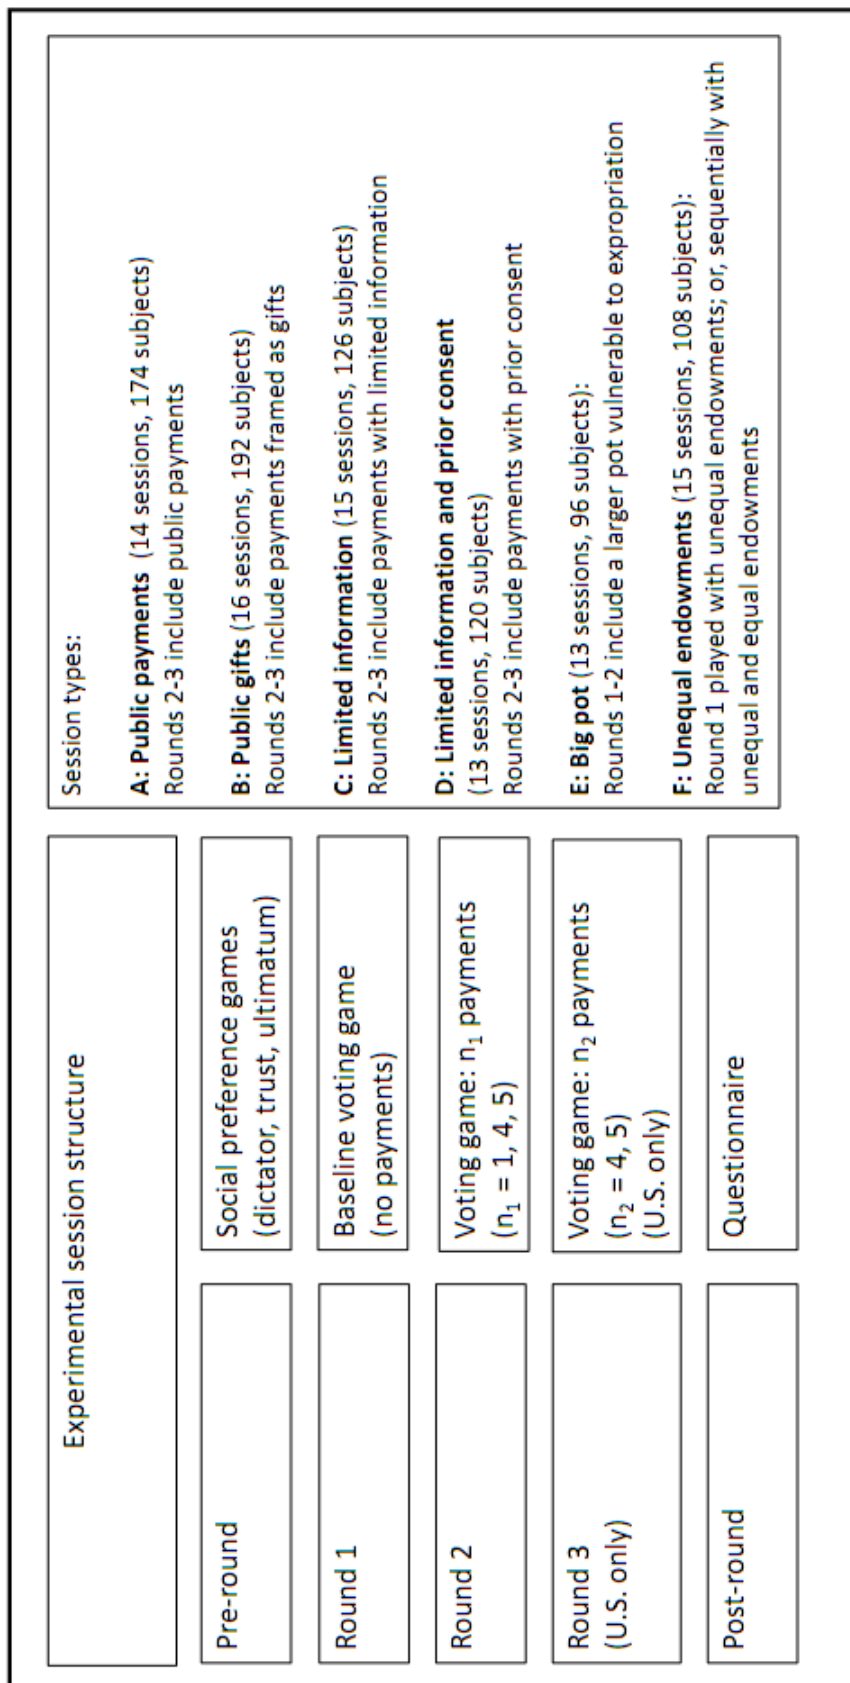 Experimental session structure
Pre-round
Social preference games
(dictator, trust, ultimatum)
Round 1
Baseline voting game
(no payments)
Round 2
Voting game: n₁ payments
(n₁ = 1, 4, 5)
Round 3
(U.S. only)
Voting game: n₂ payments
(n₂ = 4, 5)
(U.S. only)
Post-round
Questionnaire
Session types:
A: Public payments (14 sessions, 174 subjects)
Rounds 2-3 include public payments
B: Public gifts (16 sessions, 192 subjects)
Rounds 2-3 include payments framed as gifts
C: Limited information (15 sessions, 126 subjects)
Rounds 2-3 include payments with limited information
D: Limited information and prior consent
(13 sessions, 120 subjects)
Rounds 2-3 include payments with prior consent
E: Big pot (13 sessions, 96 subjects):
Rounds 1-2 include a larger pot vulnerable to expropriation
F: Unequal endowments (15 sessions, 108 subjects):
Round 1 played with unequal endowments; or, sequentially with
unequal and equal endowments